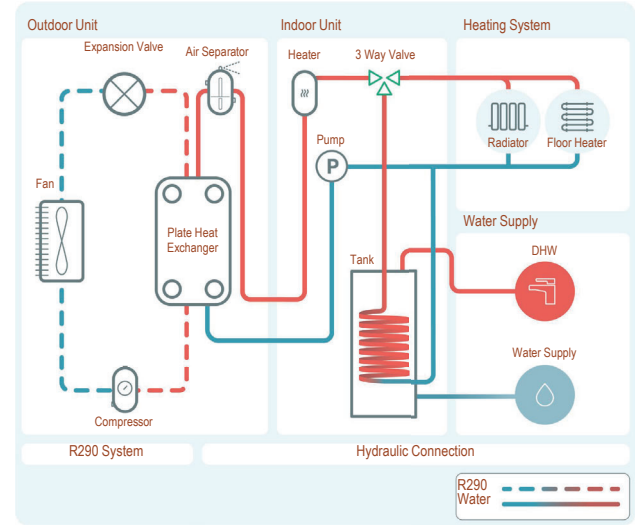 Outdoor Unit
Indoor Unit
Heating System
Expansion Valve
Air Separator
Heater
3 Way Valve
Pump
P
Radiator
Floor Heater
Fan
Plate Heat
Exchanger
Water Supply
Tank
DHW
Water Supply
Compressor
R290 System
Hydraulic Connection
R290
Water